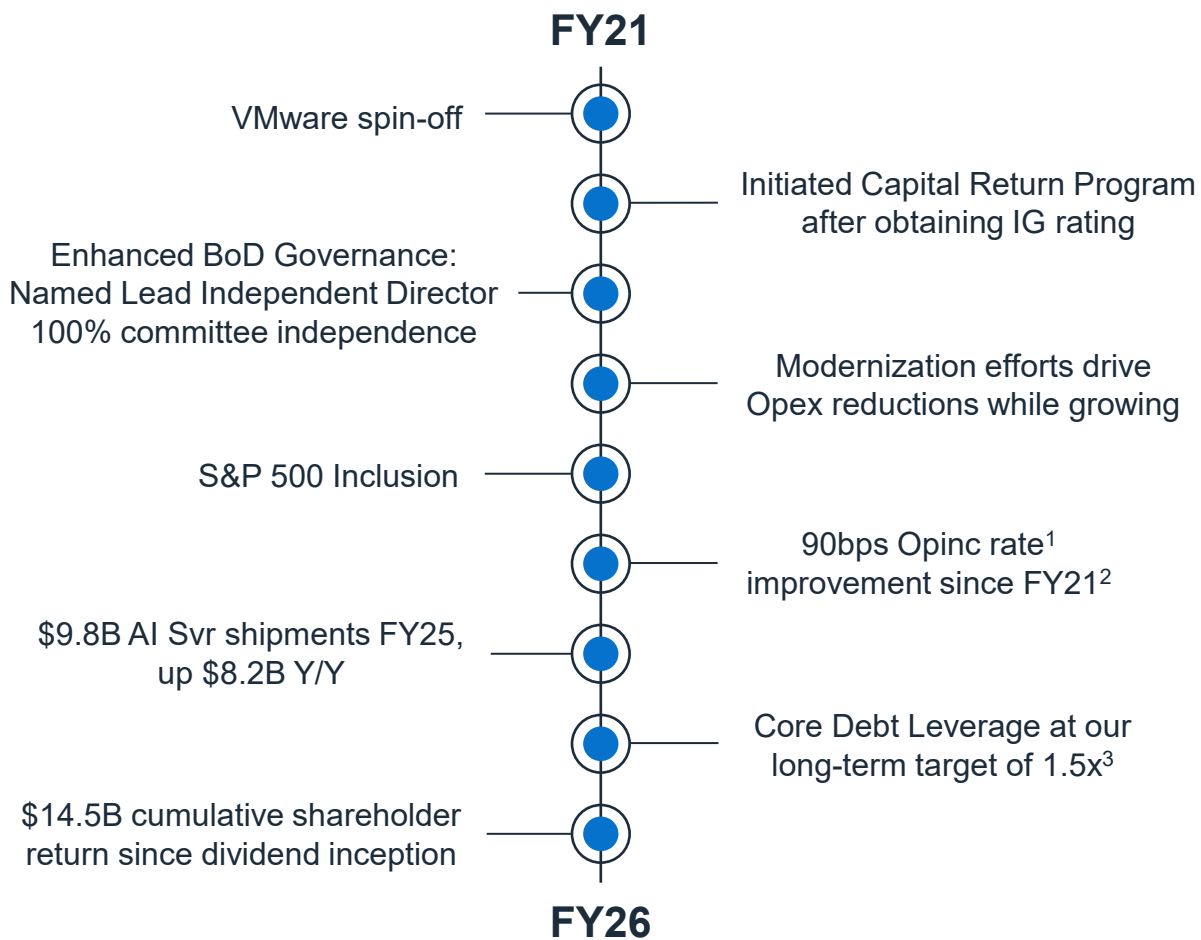 FY21
VMware spin-off
Initiated Capital Return Program
after obtaining IG rating
Enhanced BoD Governance:
Named Lead Independent Director
100% committee independence
Modernization efforts drive
Opex reductions while growing
S&P 500 Inclusion
90bps Opinc rate¹
improvement since FY21²
$9.8B AI Svr shipments FY25,
up $8.2B Y/Y
Core Debt Leverage at our
long-term target of 1.5x³
$14.5B cumulative shareholder
return since dividend inception
FY26